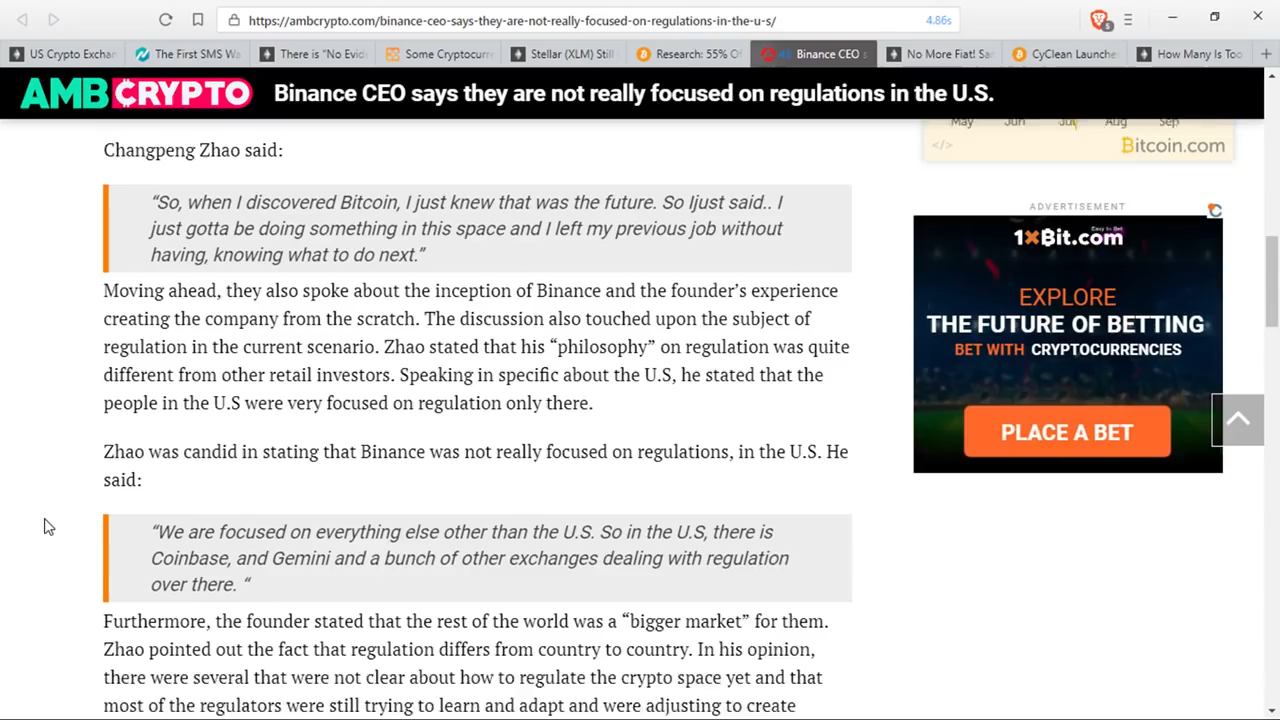 https://ambcrypto.com/binance-ceo-says-they-are-not-really-focused-on-regulations-in-the-u-s/
4.86s
5
US Crypto Exchan
The First SMS Wa
There is “No Evid
Some Cryptocurre
Stellar (XLM) Still
Research: 55% Of
Binance CEO s
No More Fiat! Sa
CyClean Launche
How Many Is Too
AMBCRYPTO
Binance CEO says they are not really focused on regulations in the U.S.
May Jun Jul Aug Sep
</> Bitcoin.com
Changpeng Zhao said:
“So, when I discovered Bitcoin, I just knew that was the future. So Ijust said.. I
just gotta be doing something in this space and I left my previous job without
having, knowing what to do next.”
Moving ahead, they also spoke about the inception of Binance and the founder’s experience
creating the company from the scratch. The discussion also touched upon the subject of
regulation in the current scenario. Zhao stated that his “philosophy” on regulation was quite
different from other retail investors. Speaking in specific about the U.S, he stated that the
people in the U.S were very focused on regulation only there.
Zhao was candid in stating that Binance was not really focused on regulations, in the U.S. He
said:
“We are focused on everything else other than the U.S. So in the U.S, there is
Coinbase, and Gemini and a bunch of other exchanges dealing with regulation
over there. “
Furthermore, the founder stated that the rest of the world was a “bigger market” for them.
Zhao pointed out the fact that regulation differs from country to country. In his opinion,
there were several that were not clear about how to regulate the crypto space yet and that
most of the regulators were still trying to learn and adapt and were adjusting to create
ADVERTISEMENT
1xBit.com
Easy to Bet
EXPLORE
THE FUTURE OF BETTING
BET WITH CRYPTOCURRENCIES
PLACE A BET